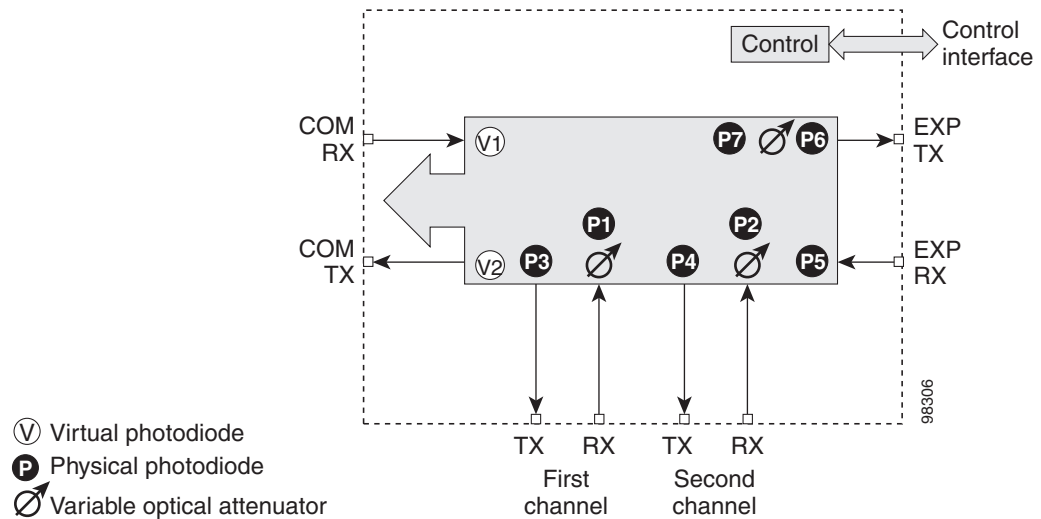 Control
Control
interface
COM
RX
V1
P7
P6
EXP
TX
COM
TX
V2
P3
P1
P4
P2
P5
EXP
RX
98306
TX
RX
TX
RX
First
channel
Second
channel
V Virtual photodiode
P Physical photodiode
Variable optical attenuator